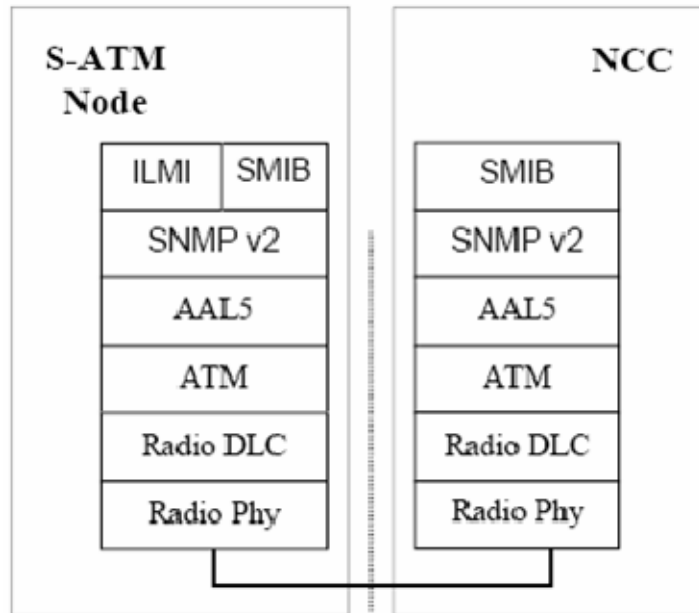 S-ATM
Node
NCC
ILMI SMIB
SNMP v2
AAL5
ATM
Radio DLC
Radio Phy
SMIB
SNMP v2
AAL5
ATM
Radio DLC
Radio Phy